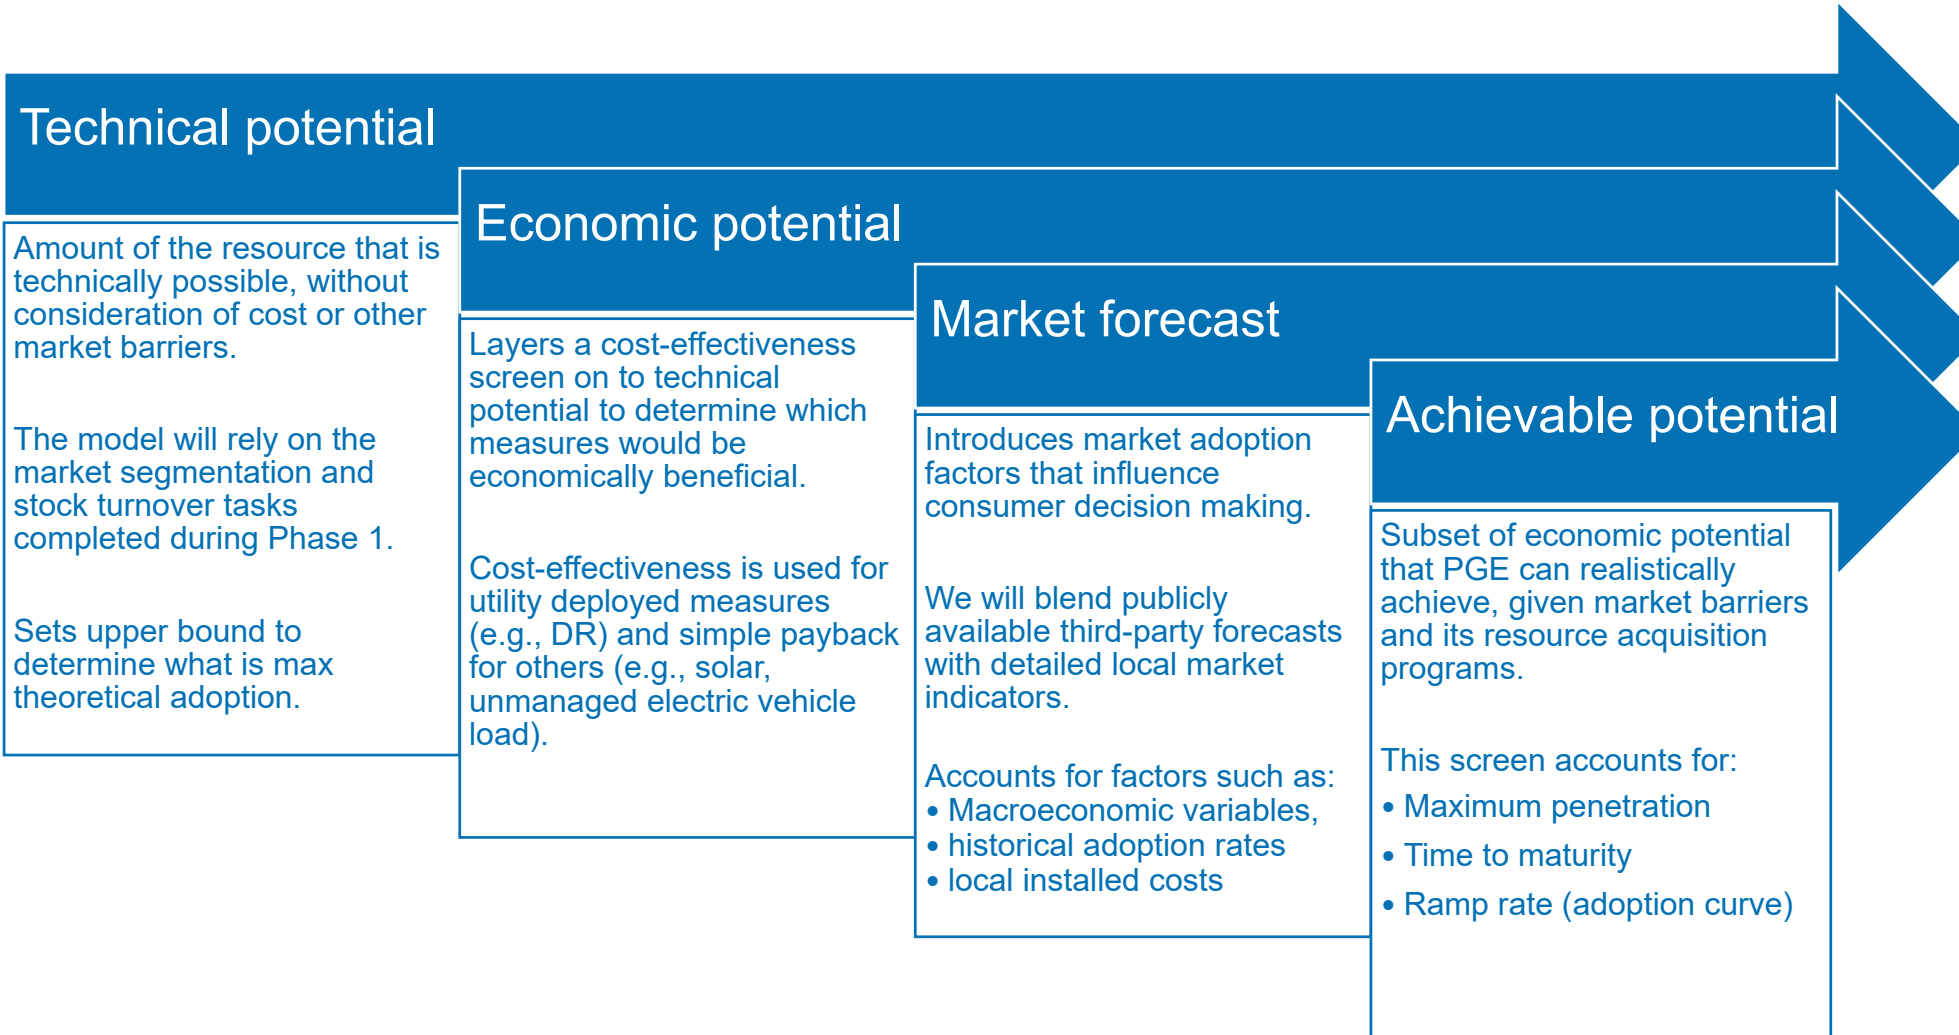 Technical potential
Amount of the resource that is
technically possible, without
consideration of cost or other
market barriers.
The model will rely on the
market segmentation and
stock turnover tasks
completed during Phase 1.
Sets upper bound to
determine what is max
theoretical adoption.
Economic potential
Layers a cost-effectiveness
screen on to technical
potential to determine which
measures would be
economically beneficial.
Cost-effectiveness is used for
utility deployed measures
(e.g., DR) and simple payback
for others (e.g., solar,
unmanaged electric vehicle
load).
Market forecast
Introduces market adoption
factors that influence
consumer decision making.
We will blend publicly
available third-party forecasts
with detailed local market
indicators.
Accounts for factors such as:
• Macroeconomic variables,
• historical adoption rates
• local installed costs
Achievable potential
Subset of economic potential
that PGE can realistically
achieve, given market barriers
and its resource acquisition
programs.
This screen accounts for:
• Maximum penetration
• Time to maturity
• Ramp rate (adoption curve)